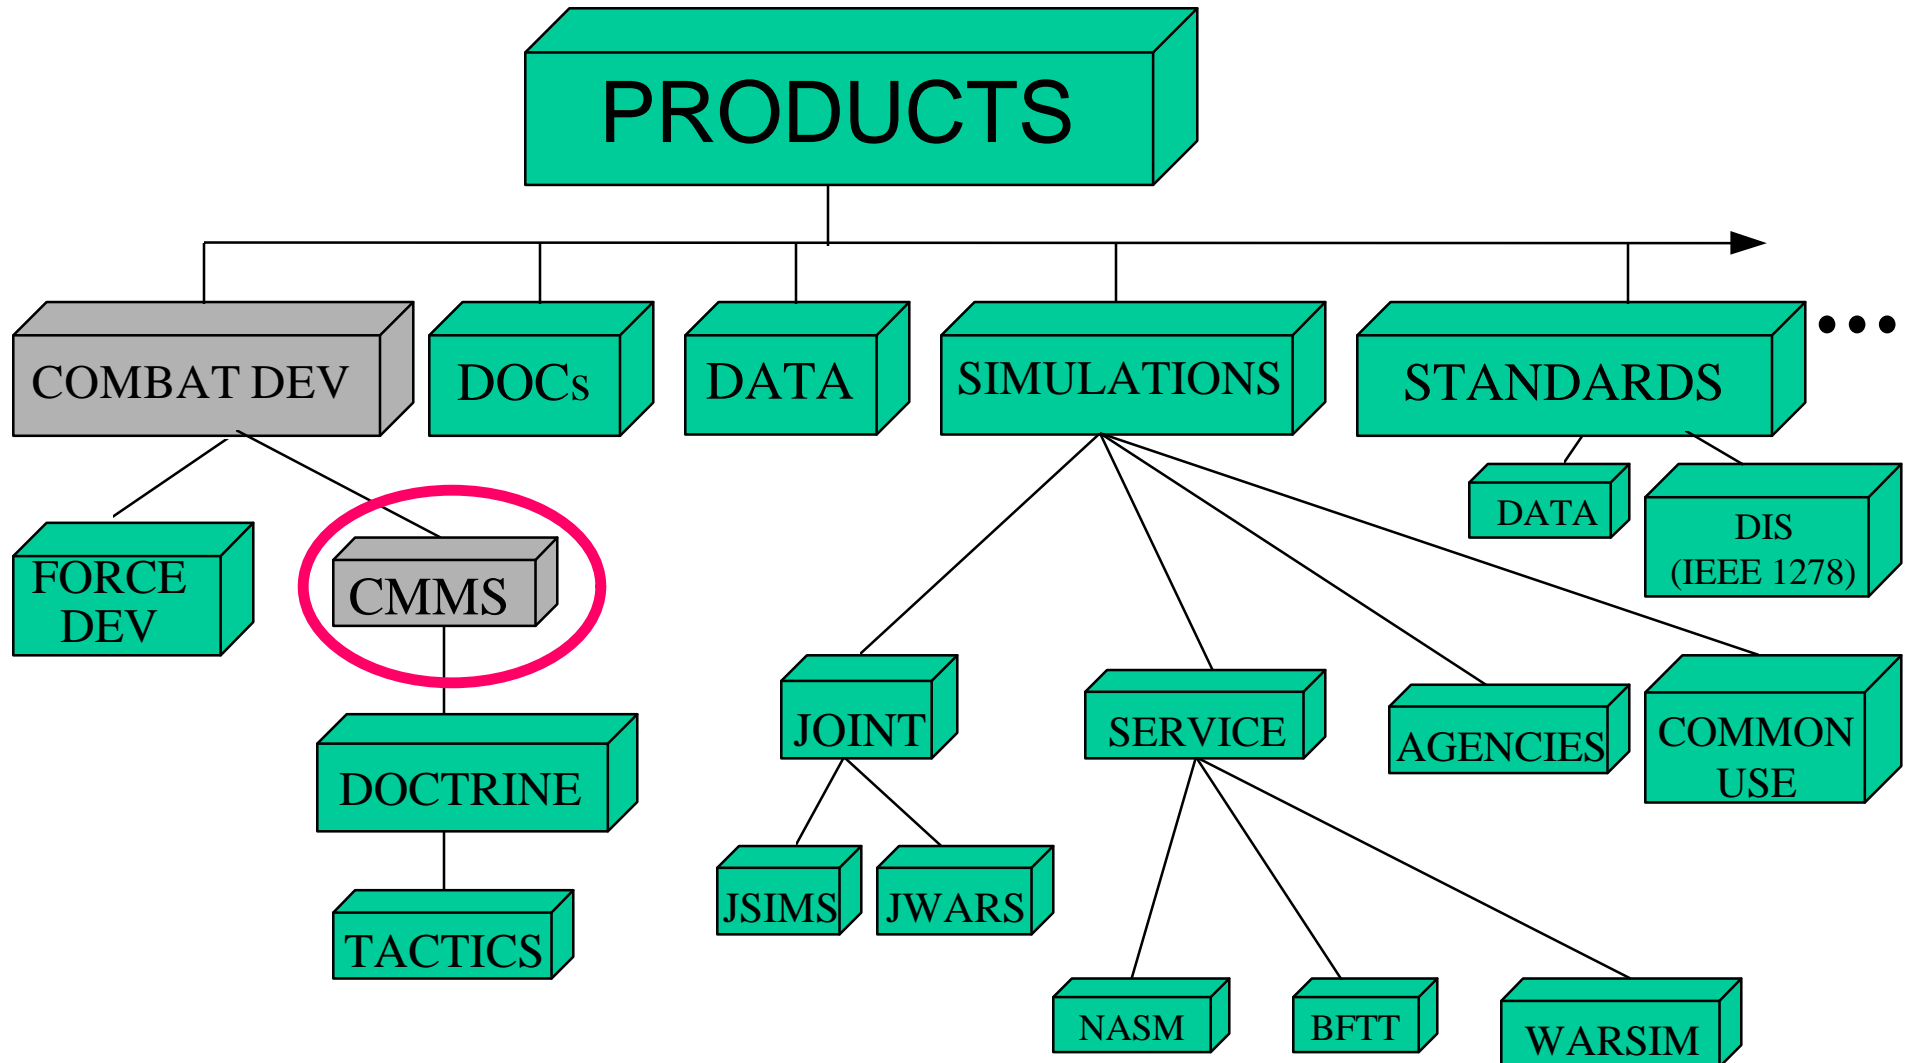 PRODUCTS
COMBAT DEV
DOCs
DATA
SIMULATIONS
STANDARDS
•••
DATA
DIS
(IEEE 1278)
FORCE
DEV
CMMS
JOINT
SERVICE
AGENCIES
COMMON
USE
DOCTRINE
JSIMS
JWARS
TACTICS
NASM
BFTT
WARSIM